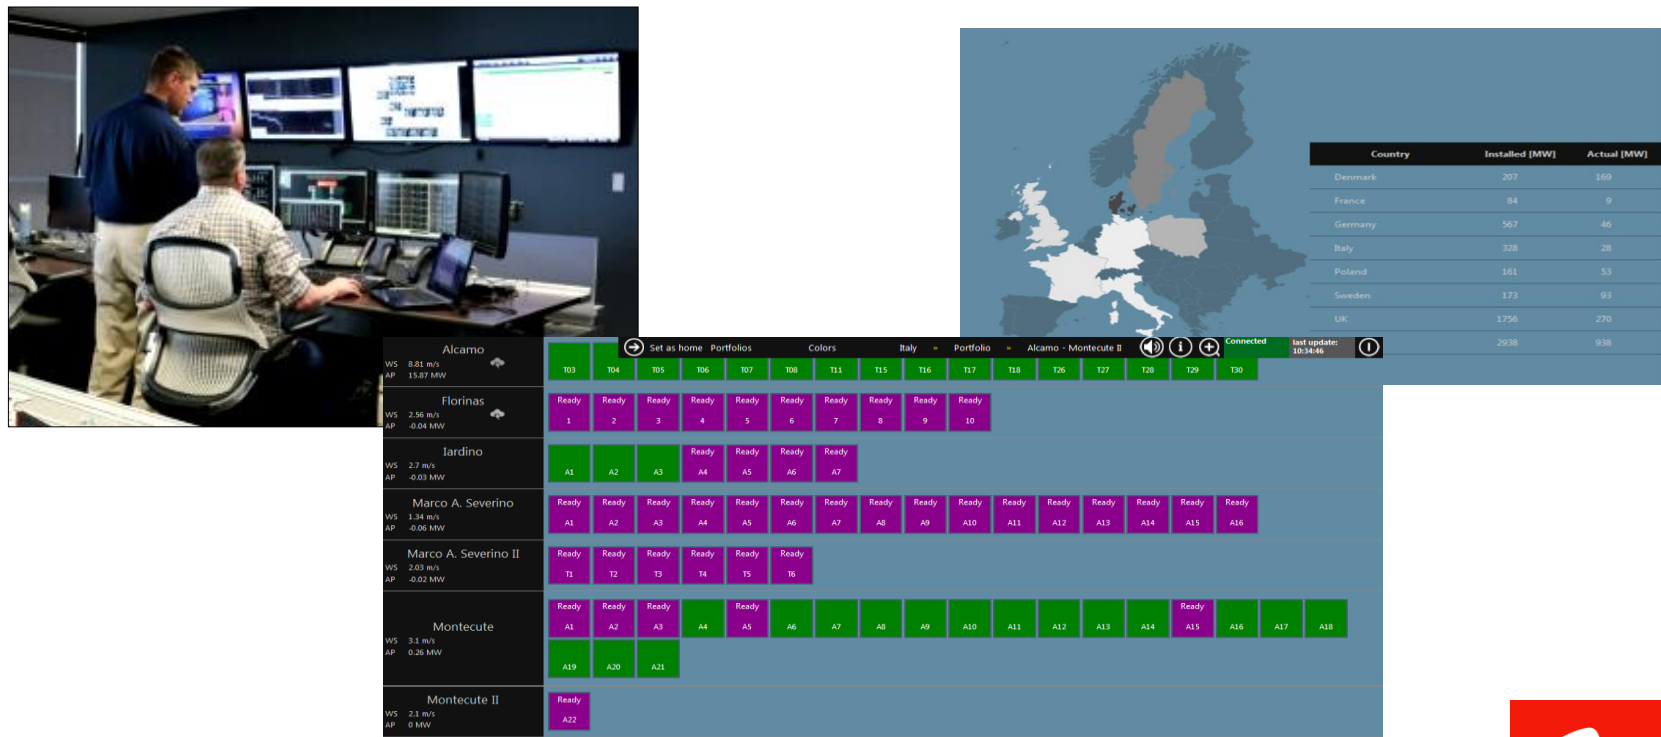 Country Installed [MW] Actual [MW]
Denmark 207 169
France 84 9
Germany 567 46
Italy 328 28
Poland 161 53
Sweden 173 93
UK 1756 270
2938 938
Set as home Portfolios Colors Italy » Portfolio » Alcamo - Montecute II Connected last update:
10:34:46
Alcamo
WS 8.81 m/s
AP 15.87 MW
T03 T04 T05 T06 T07 T08 T11 T15 T16 T17 T18 T26 T27 T28 T29 T30
Florinas
WS 2.56 m/s
AP -0.04 MW
Ready Ready Ready Ready Ready Ready Ready Ready Ready Ready
1 2 3 4 5 6 7 8 9 10
Iardino
WS 2.7 m/s
AP -0.03 MW
Ready Ready Ready Ready
A1 A2 A3 A4 A5 A6 A7
Marco A. Severino
WS 1.34 m/s
AP -0.06 MW
Ready Ready Ready Ready Ready Ready Ready Ready Ready Ready Ready Ready Ready Ready Ready Ready
A1 A2 A3 A4 A5 A6 A7 A8 A9 A10 A11 A12 A13 A14 A15 A16
Marco A. Severino II
WS 2.03 m/s
AP -0.02 MW
Ready Ready Ready Ready Ready Ready
T1 T2 T3 T4 T5 T6
Montecute
WS 3.1 m/s
AP 0.26 MW
Ready Ready Ready Ready Ready
A1 A2 A3 A4 A5 A6 A7 A8 A9 A10 A11 A12 A13 A14 A15 A16 A17 A18
A19 A20 A21
Montecute II
WS 2.1 m/s
AP 0 MW
Ready
A22